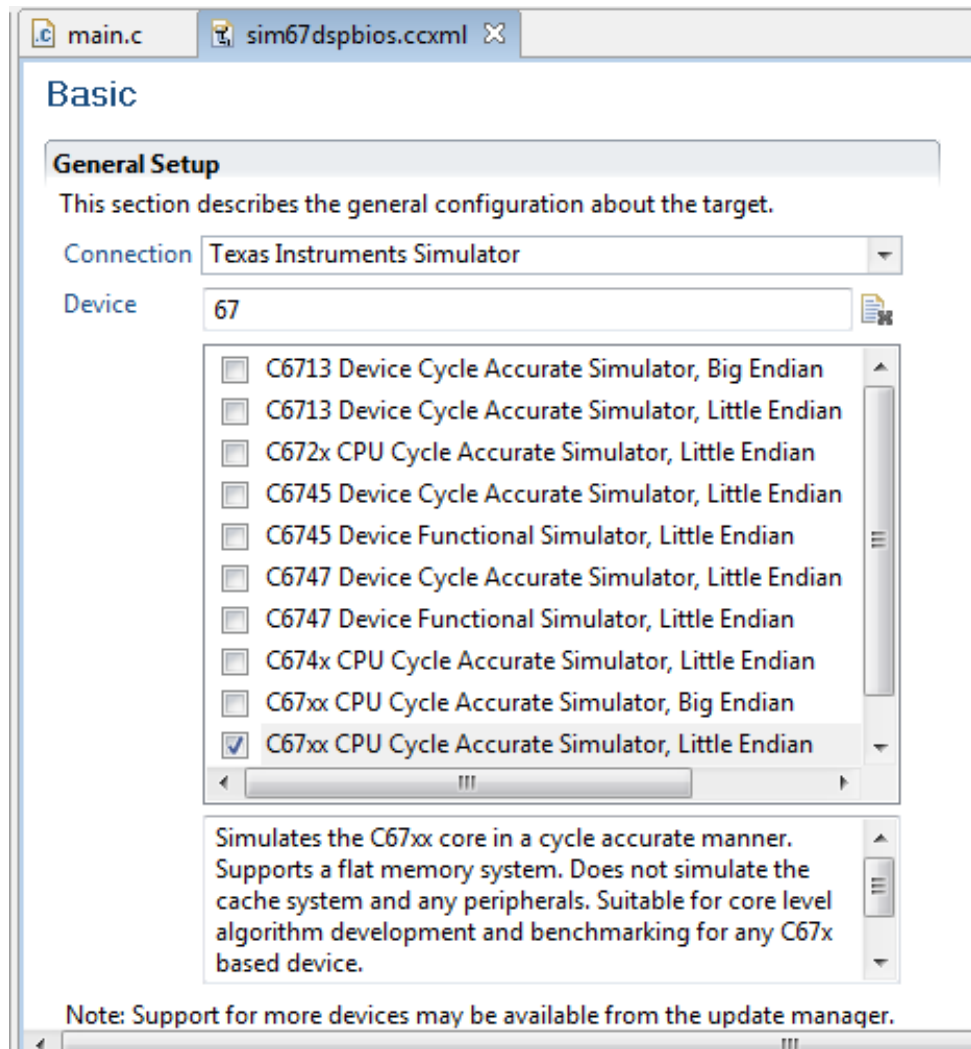 main.c
sim67dspbios.ccxml
Basic
General Setup
This section describes the general configuration about the target.
Connection Texas Instruments Simulator
Device 67
C6713 Device Cycle Accurate Simulator, Big Endian
C6713 Device Cycle Accurate Simulator, Little Endian
C672x CPU Cycle Accurate Simulator, Little Endian
C6745 Device Cycle Accurate Simulator, Little Endian
C6745 Device Functional Simulator, Little Endian
C6747 Device Cycle Accurate Simulator, Little Endian
C6747 Device Functional Simulator, Little Endian
C674x CPU Cycle Accurate Simulator, Little Endian
C67xx CPU Cycle Accurate Simulator, Big Endian
C67xx CPU Cycle Accurate Simulator, Little Endian
Simulates the C67xx core in a cycle accurate manner.
Supports a flat memory system. Does not simulate the
cache system and any peripherals. Suitable for core level
algorithm development and benchmarking for any C67x
based device.
Note: Support for more devices may be available from the update manager.